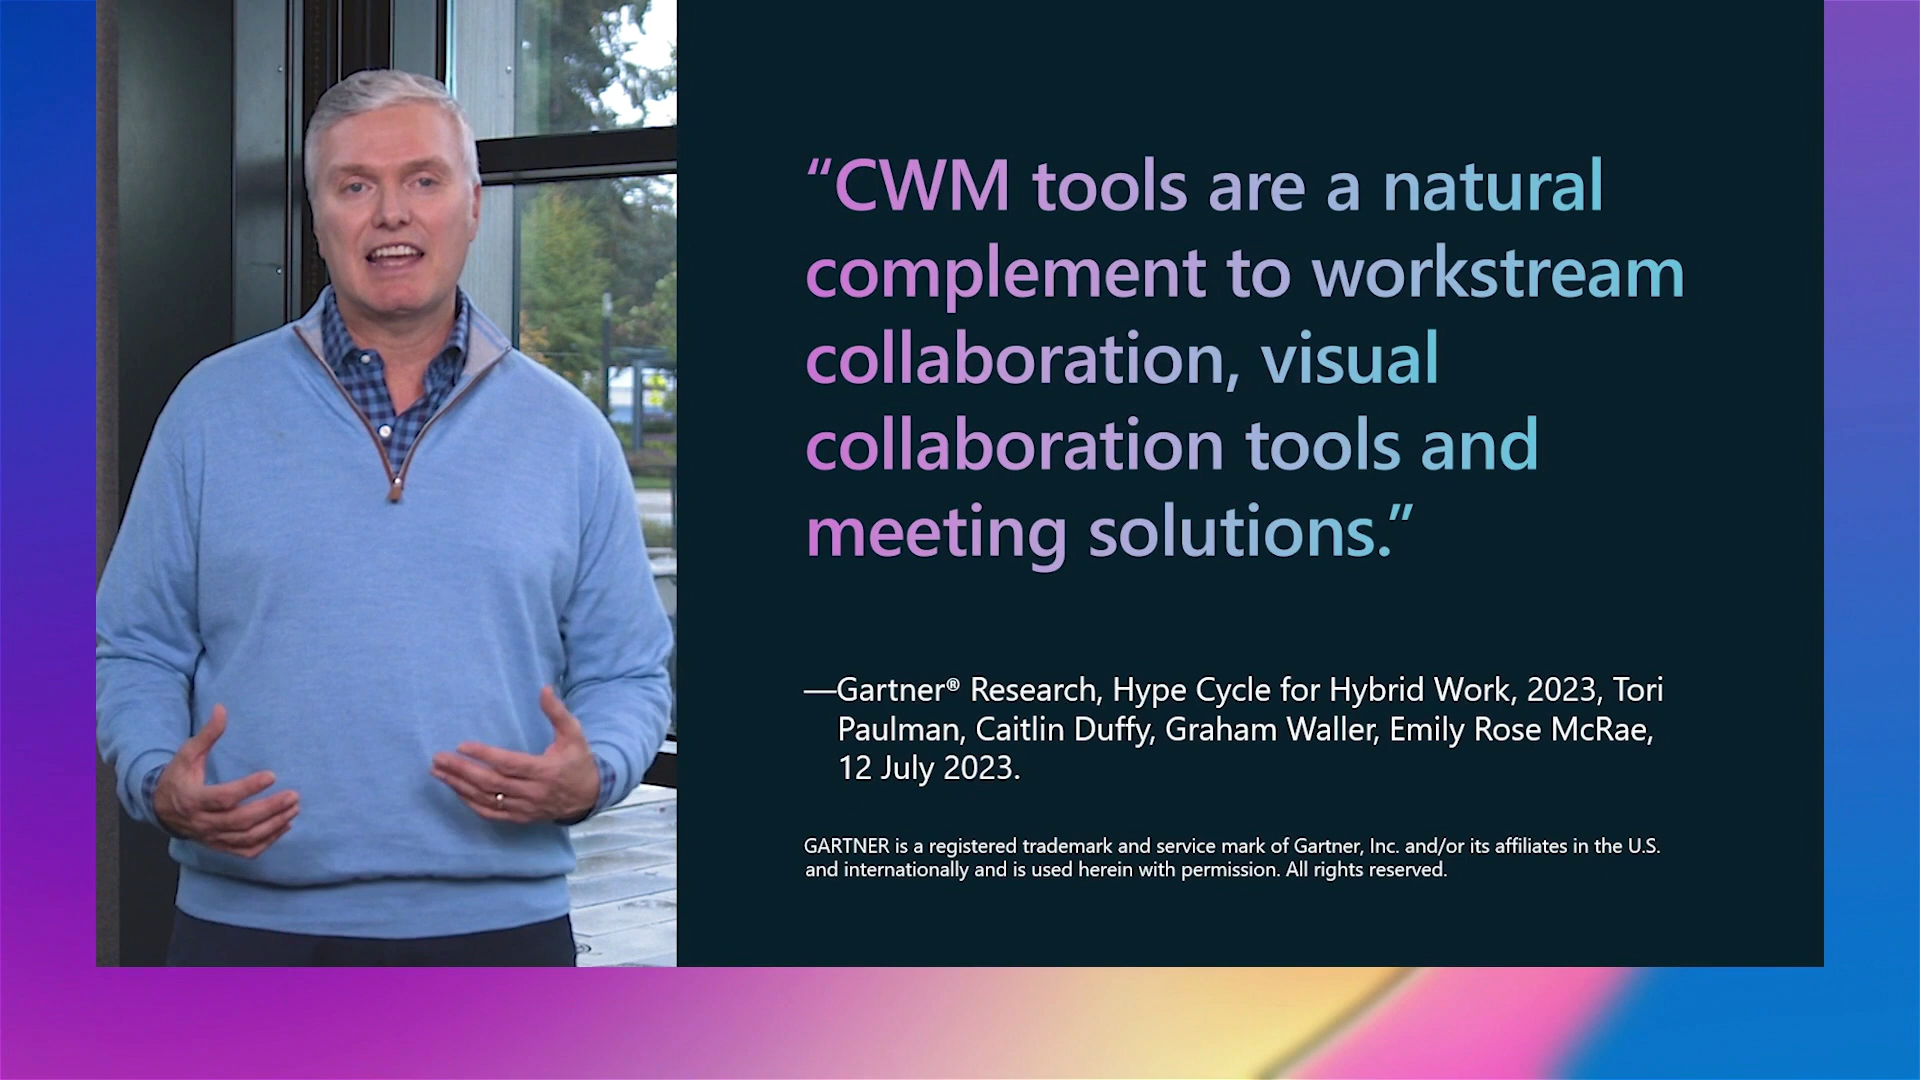 “CWM tools are a natural
complement to workstream
collaboration, visual
collaboration tools and
meeting solutions.”
—Gartner® Research, Hype Cycle for Hybrid Work, 2023, Tori
Paulman, Caitlin Duffy, Graham Waller, Emily Rose McRae,
12 July 2023.
GARTNER is a registered trademark and service mark of Gartner, Inc. and/or its affiliates in the U.S.
and internationally and is used herein with permission. All rights reserved.